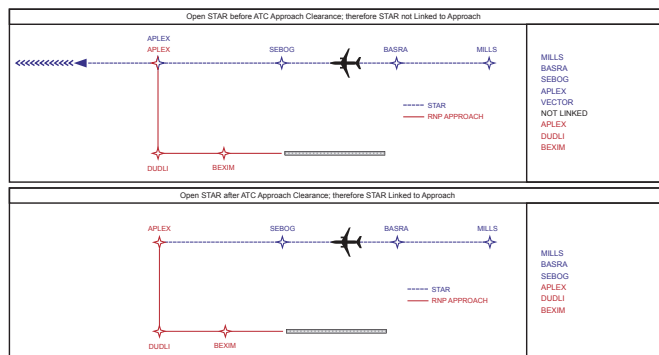 Open STAR before ATC Approach Clearance; therefore STAR not Linked to Approach
APLEX
APLEX
SEBOG
BASRA
MILLS
STAR
RNP APPROACH
DUDLI
BEXIM
MILLS
BASRA
SEBOG
APLEX
VECTOR
NOT LINKED
APLEX
DUDLI
BEXIM
Open STAR after ATC Approach Clearance; therefore STAR Linked to Approach
APLEX
SEBOG
BASRA
MILLS
STAR
RNP APPROACH
DUDLI
BEXIM
MILLS
BASRA
SEBOG
APLEX
DUDLI
BEXIM